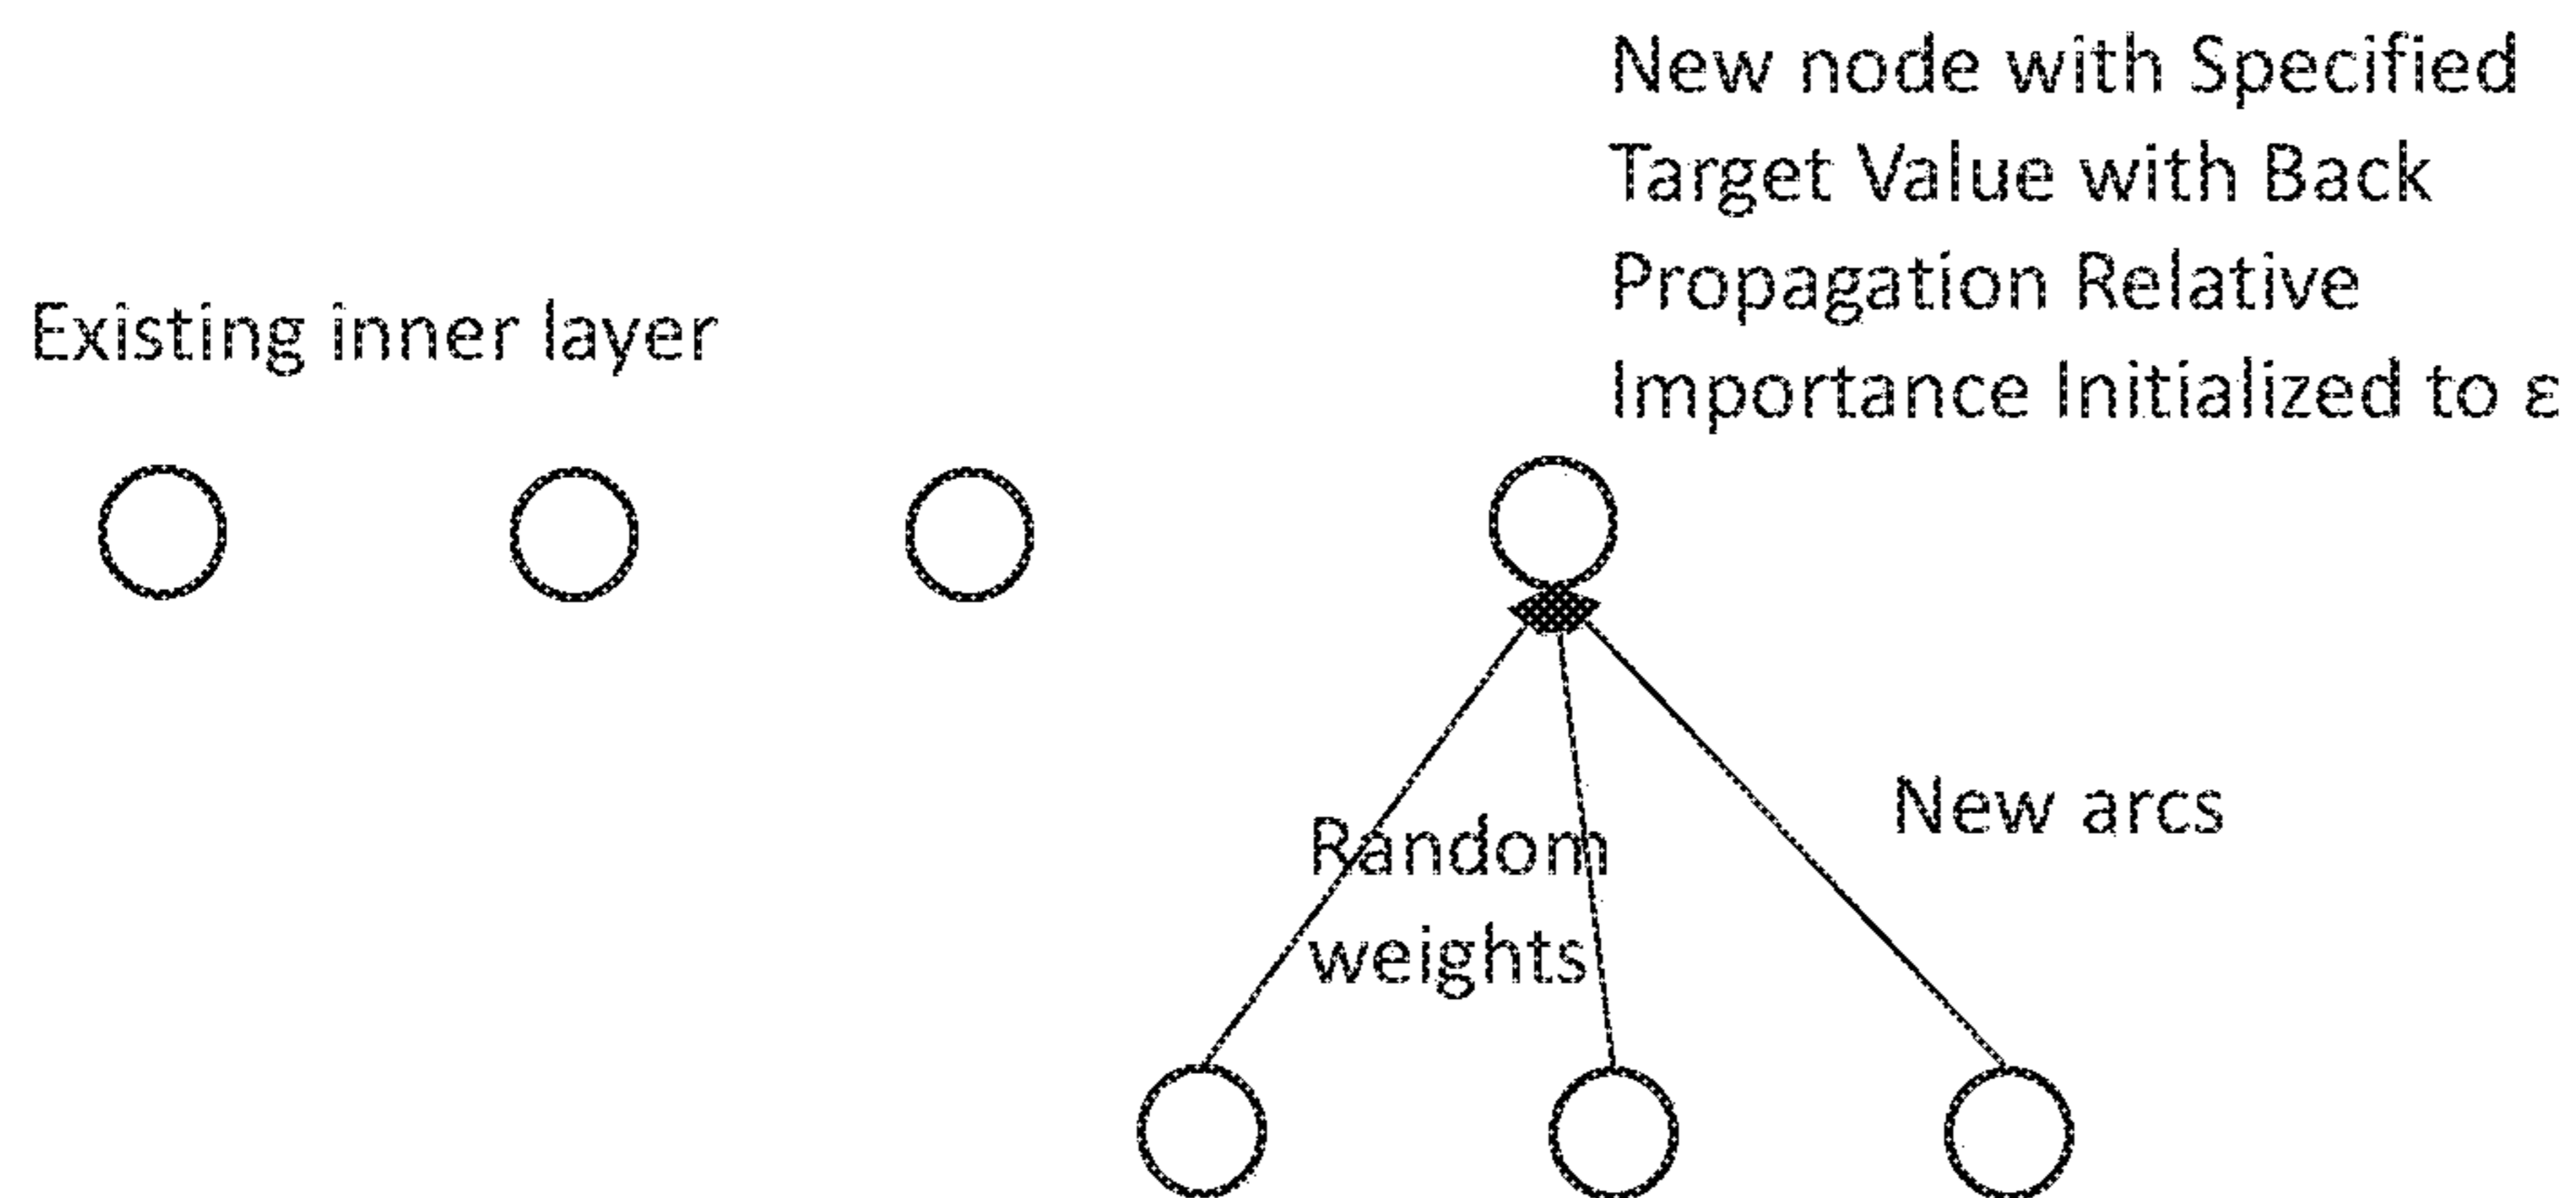 New node with Specified
Target Value with Back
Propagation Relative
Importance Initialized to ε
Existing inner layer
New arcs
Random
weights